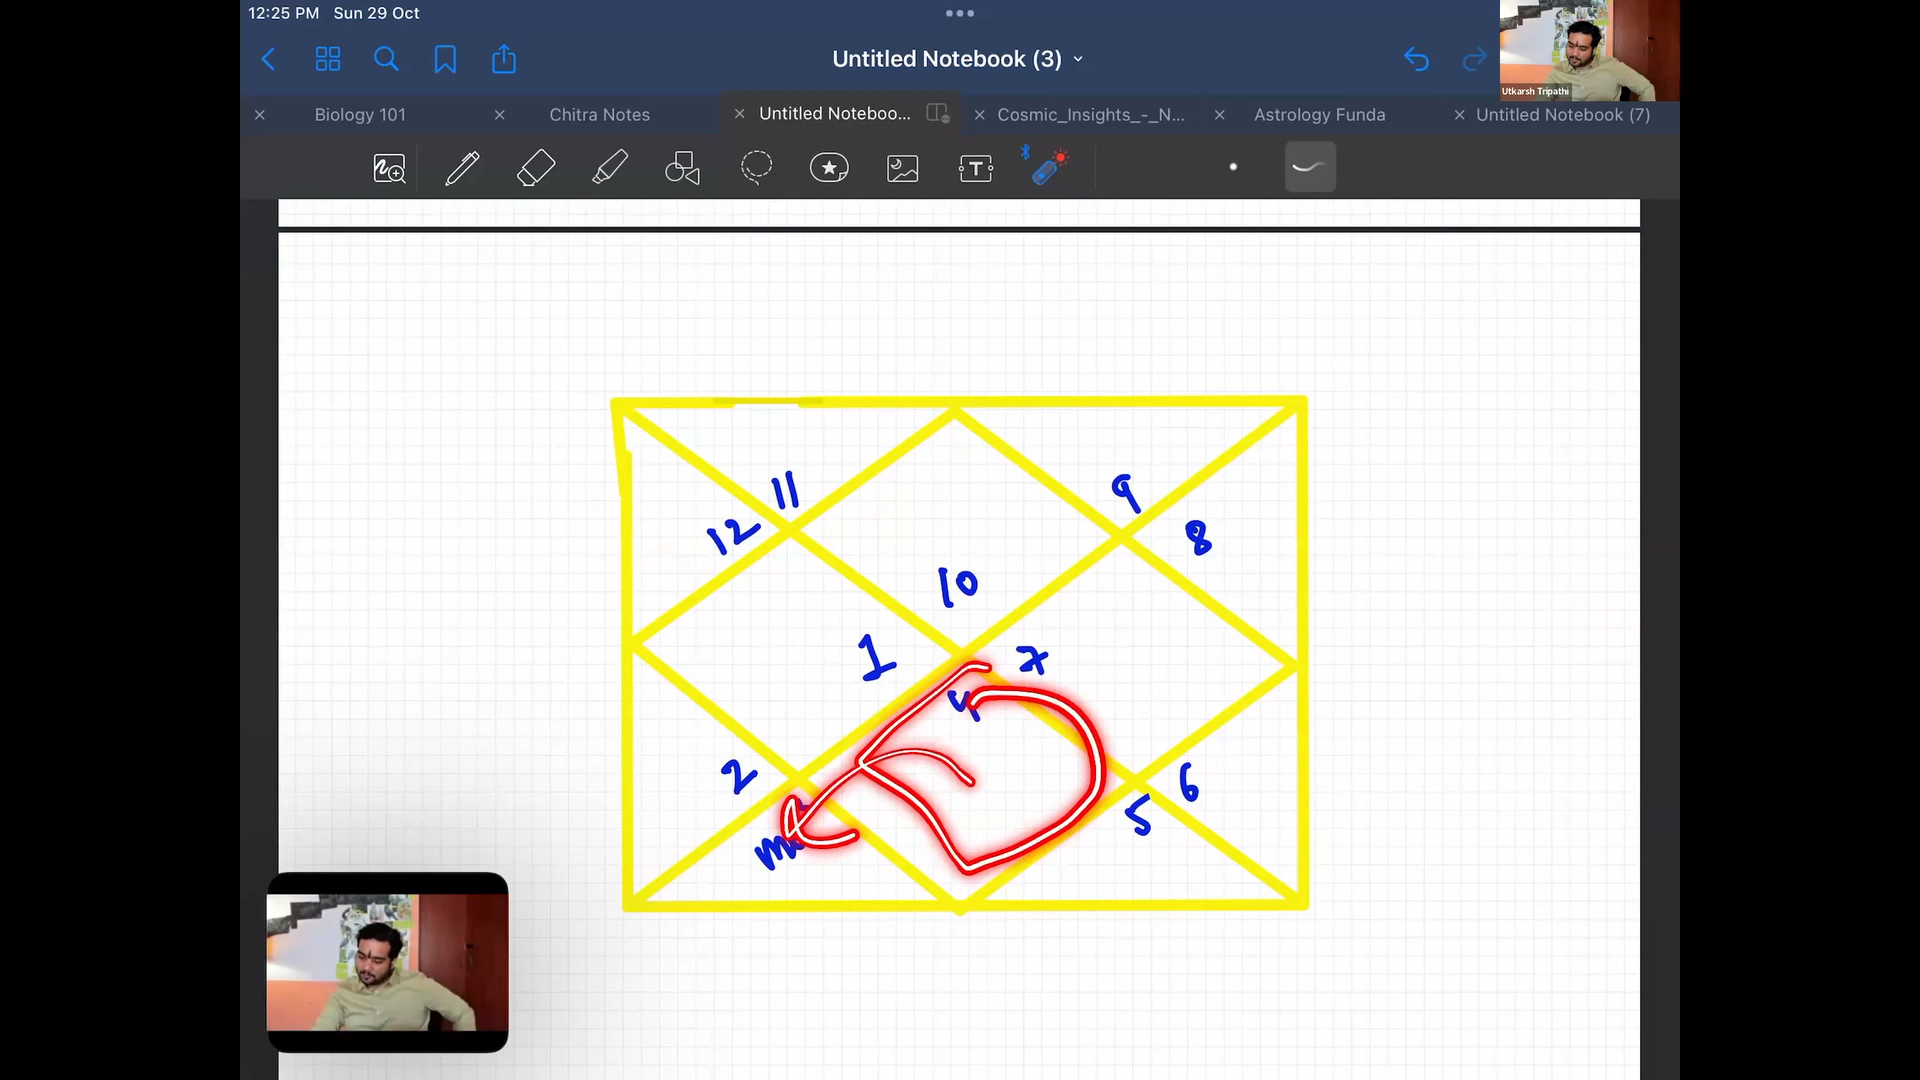 12:25 PM Sun 29 Oct
Untitled Notebook (3)
Utkarsh Tripathi
Biology 101
Chitra Notes
Untitled Noteboo...
Cosmic_Insights_-_N...
Astrology Funda
Untitled Notebook (7)
T
11
9
12
8
10
1
7
4
2
6
5